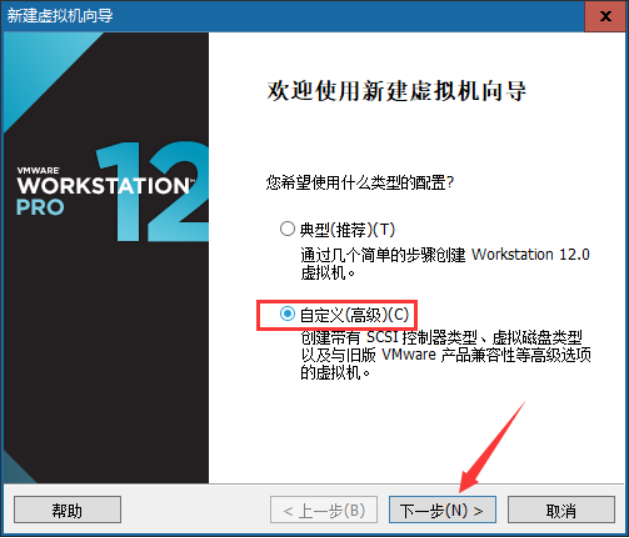 新建虚拟机向导
x
VMWARE
WORKSTATION
PRO
12
欢迎使用新建虚拟机向导
您希望使用什么类型的配置?
典型(推荐)(T)
通过几个简单的步骤创建 Workstation 12.0
虚拟机。
自定义(高级)(C)
创建带有 SCSI 控制器类型、虚拟磁盘类型
以及与旧版 VMware 产品兼容性等高级选项
的虚拟机。
帮助
< 上一步(B)
下一步(N) >
取消